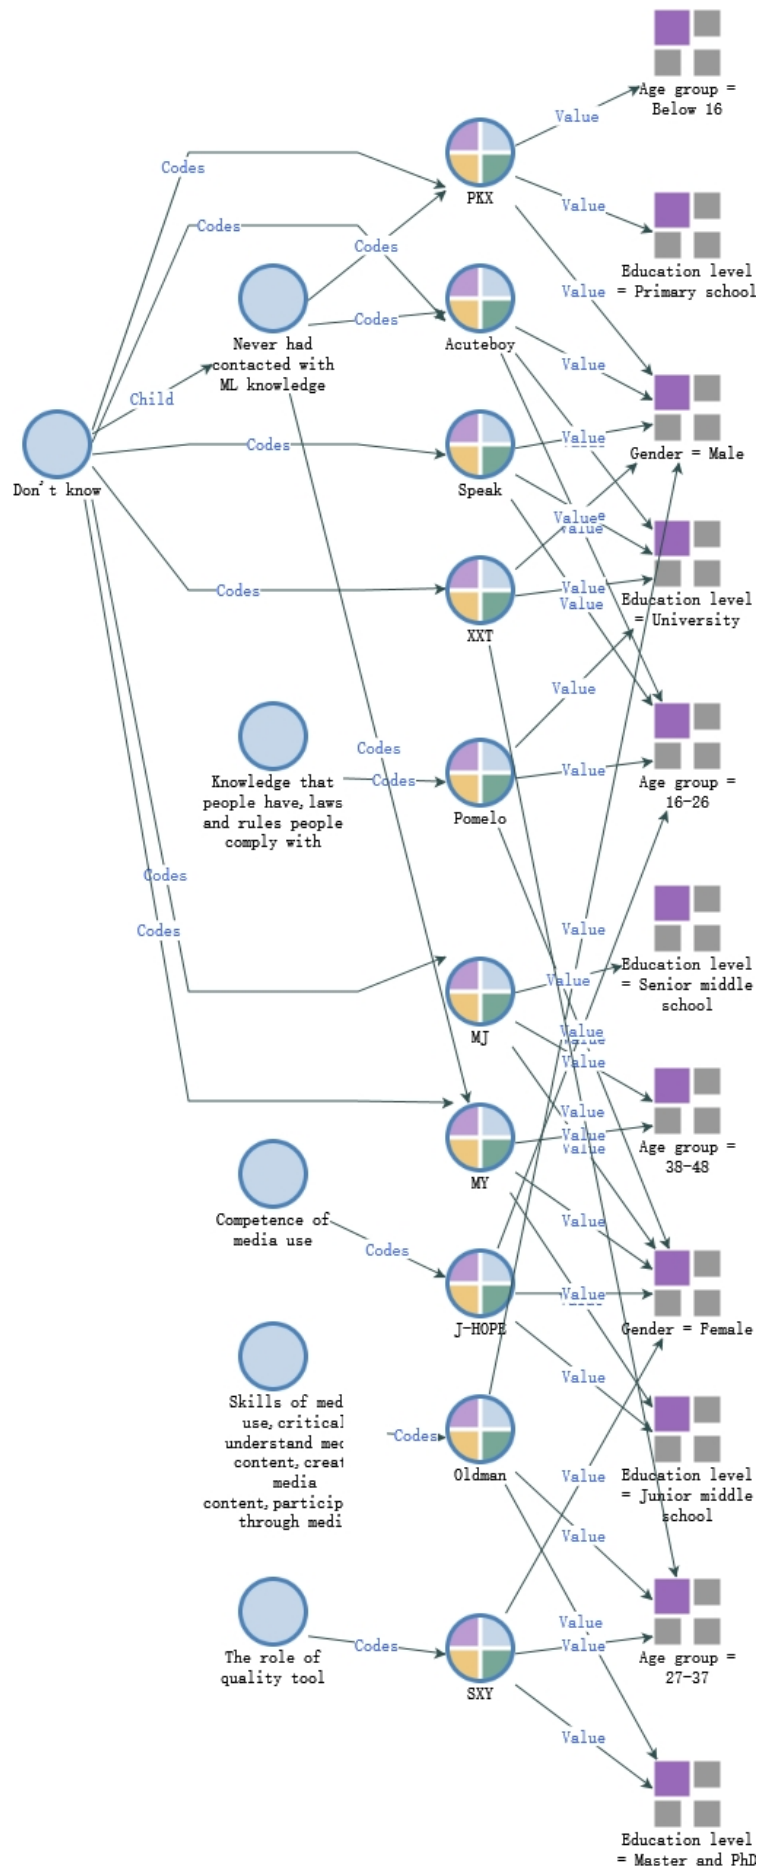 Age group =
Below 16
Value
Codes
PKX
Value
Education level
= Primary school
Codes
Codes
Value
Never had
contacted with
ML knowledge
Codes
Acuteboy
Value
Child
Gender = Male
Don't know
Codes
Speak
Value
Value
Value
Codes
XXT
Value
Value
Education level
= University
Value
Knowledge that
people have, laws
and rules people
comply with
Codes
Codes
Pomelo
Value
Age group =
16-26
Codes
Codes
MJ
Value
Value
Education level
= Senior middle
school
Value
Value
Value
MY
Value
Value
Value
Age group =
38-48
Competence of
media use
Codes
Value
J-HOPE
Value
Gender = Female
Skills of med
use, critical
understand med
content, creat
media
content, particip
through medi
Codes
Oldman
Value
Value
Education level
= Junior middle
school
Value
The role of
quality tool
Codes
SXY
Value
Value
Age group =
27-37
Value
Education level
= Master and PhD